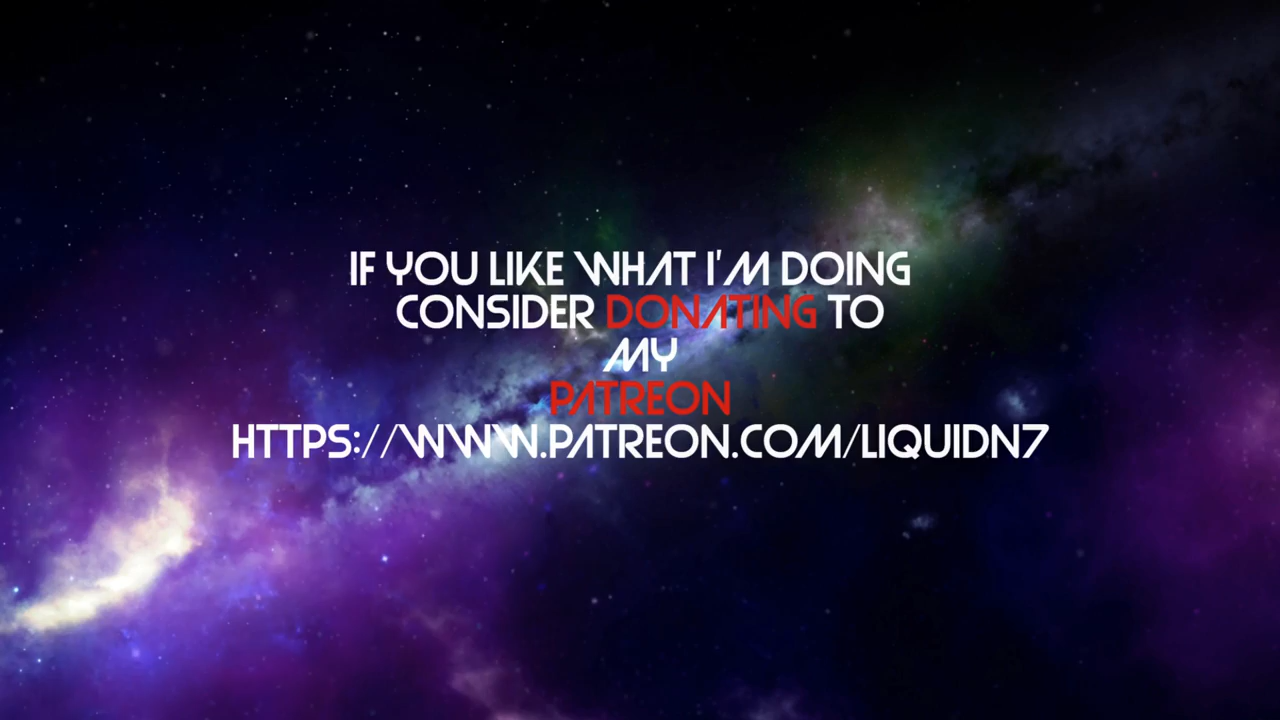 IF YOU LIKE WHAT I'M DOING
CONSIDER DONATING TO
MY
PATREON
HTTPS://WWW.PATREON.COM/LIQUIDN7